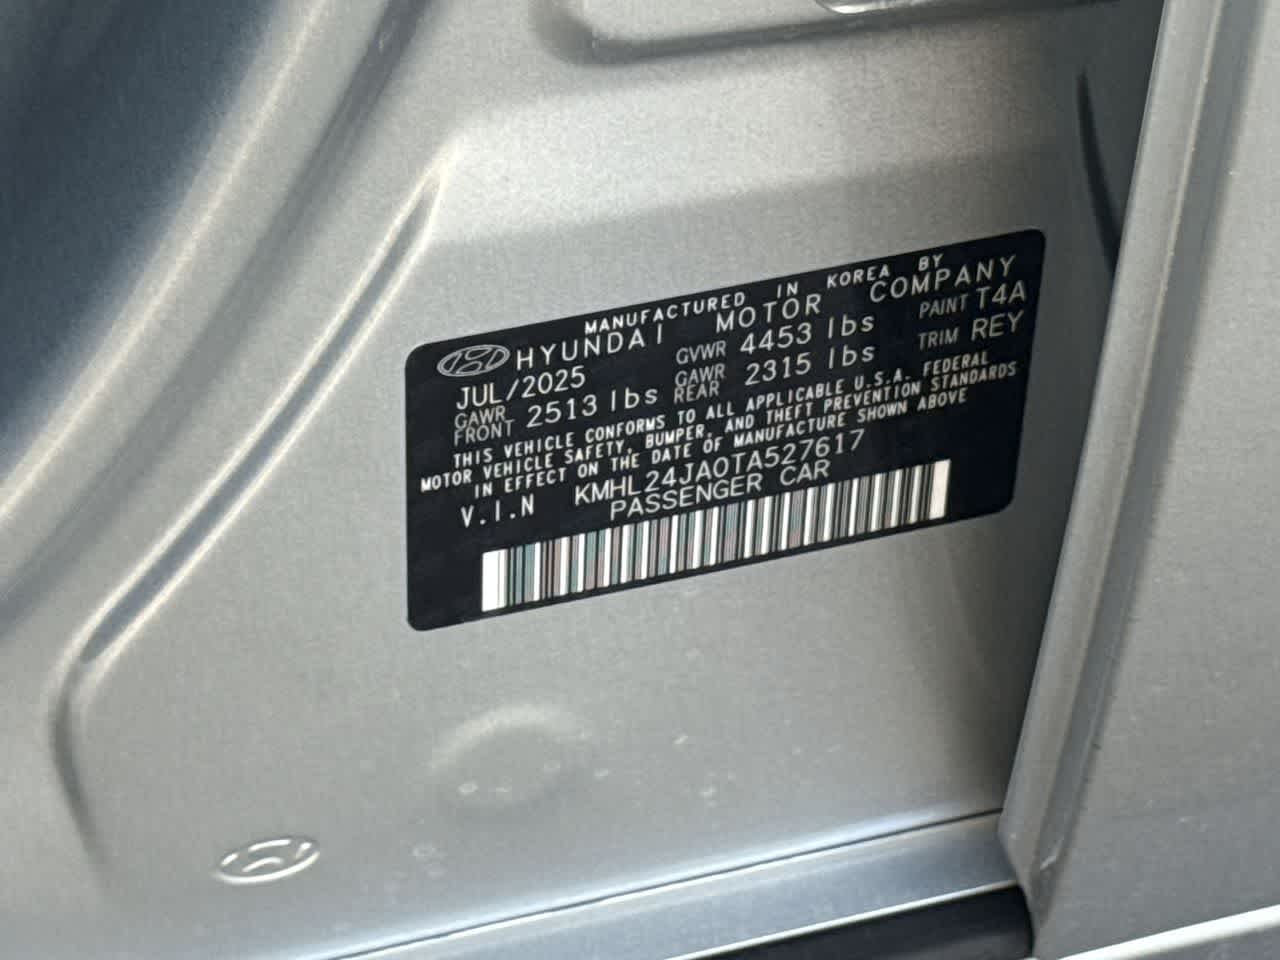 MANUFACTURED IN KOREA BY
HYUNDAI MOTOR COMPANY
JUL/2025 GVWR 4453 lbs PAINT T4A
GAWR FRONT 2513 lbs GAWR REAR 2315 lbs TRIM REY
THIS VEHICLE CONFORMS TO ALL APPLICABLE U.S.A. FEDERAL
MOTOR VEHICLE SAFETY, BUMPER, AND THEFT PREVENTION STANDARDS
IN EFFECT ON THE DATE OF MANUFACTURE SHOWN ABOVE
V.I.N KMHL24JA0TA527617
PASSENGER CAR